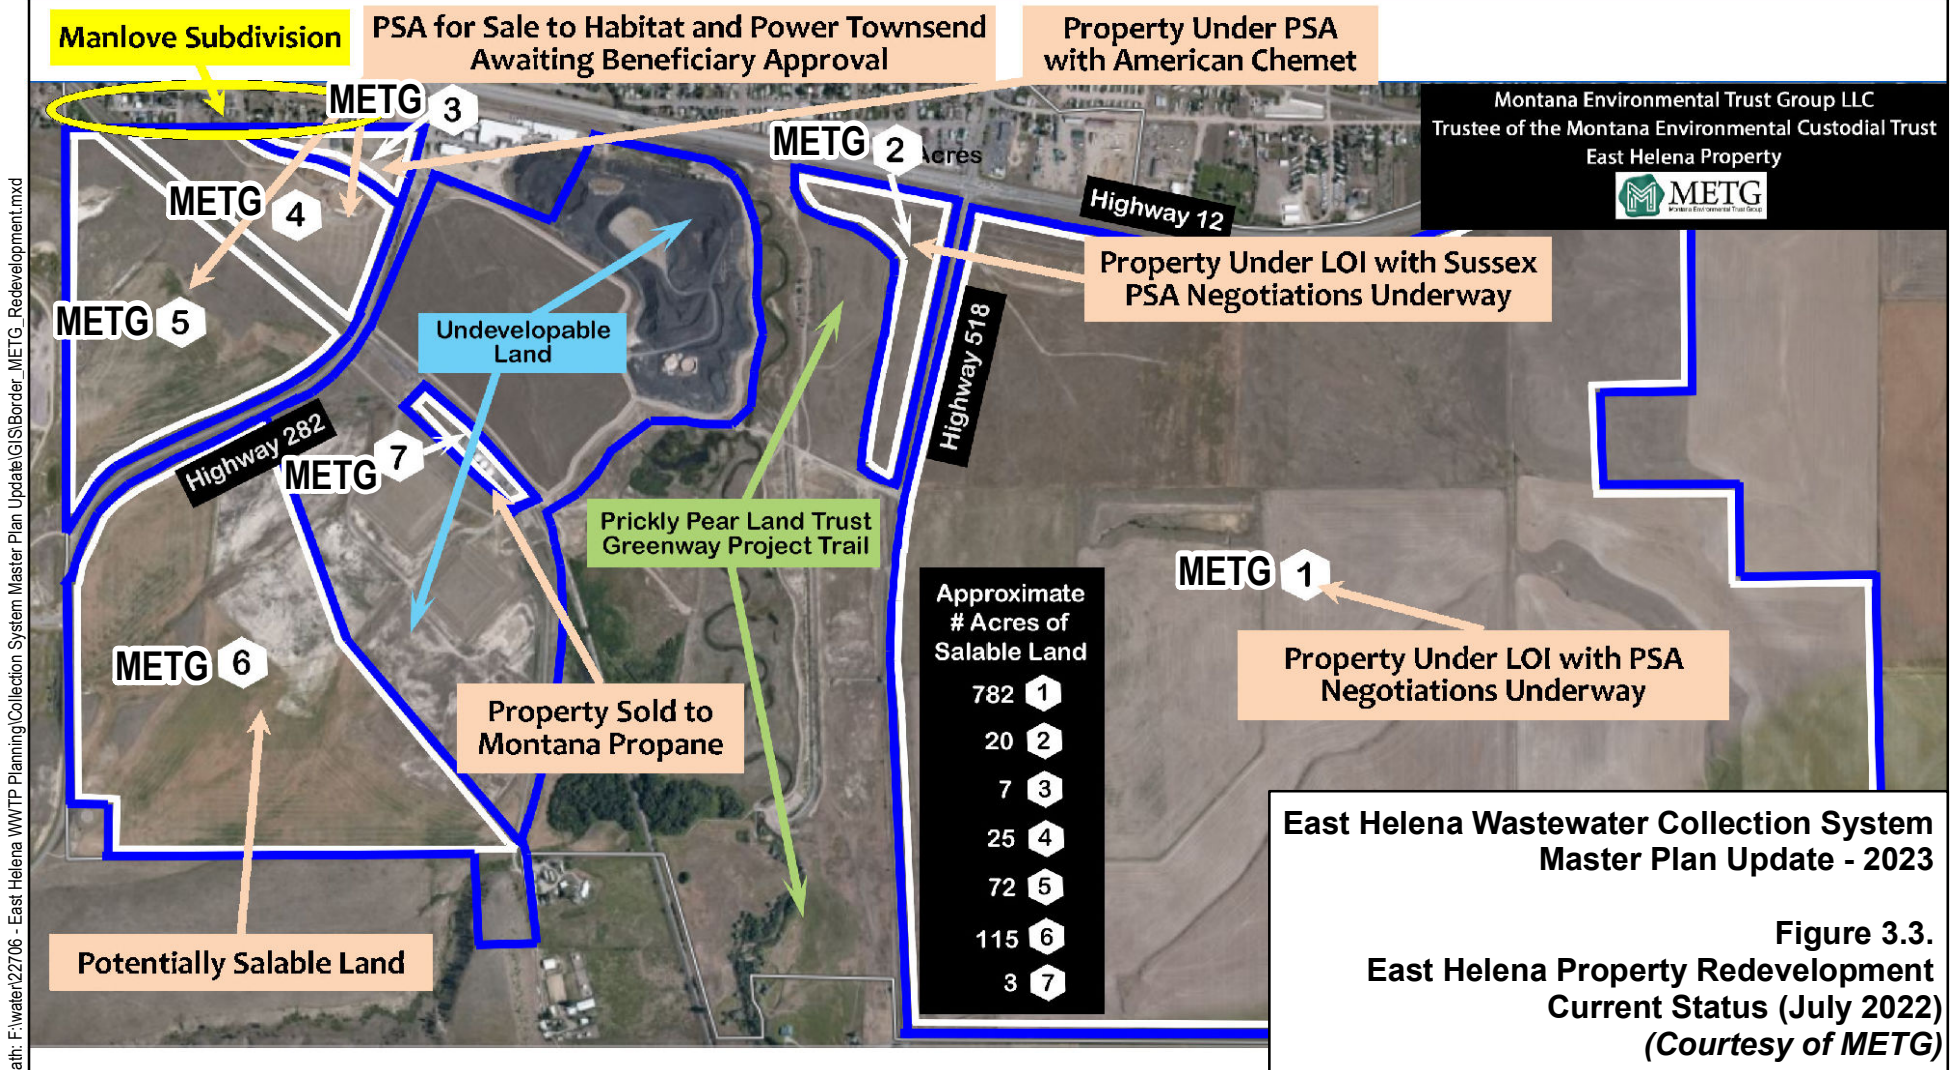 Manlove Subdivision
PSA for Sale to Habitat and Power Townsend
Awaiting Beneficiary Approval
Property Under PSA
with American Chemet
Montana Environmental Trust Group LLC
Trustee of the Montana Environmental Custodial Trust
East Helena Property
METG
Montana Environmental Trust Group
METG 3
METG 2
Acres
METG 4
Highway 12
Property Under LOI with Sussex
PSA Negotiations Underway
METG 5
Undevelopable
Land
Highway 518
Highway 282
METG 7
Prickly Pear Land Trust
Greenway Project Trail
METG 1
METG 6
Property Under LOI with PSA
Negotiations Underway
Property Sold to
Montana Propane
Approximate
# Acres of
Salable Land
782 1
20 2
7 3
25 4
72 5
115 6
3 7
Potentially Salable Land
East Helena Wastewater Collection System
Master Plan Update - 2023
Figure 3.3.
East Helena Property Redevelopment
Current Status (July 2022)
(Courtesy of METG)
ath: F:\water\22706 - East Helena WWTP Planning\Collection System Master Plan Update\GIS\Border_METG_Redevelopment.mxd